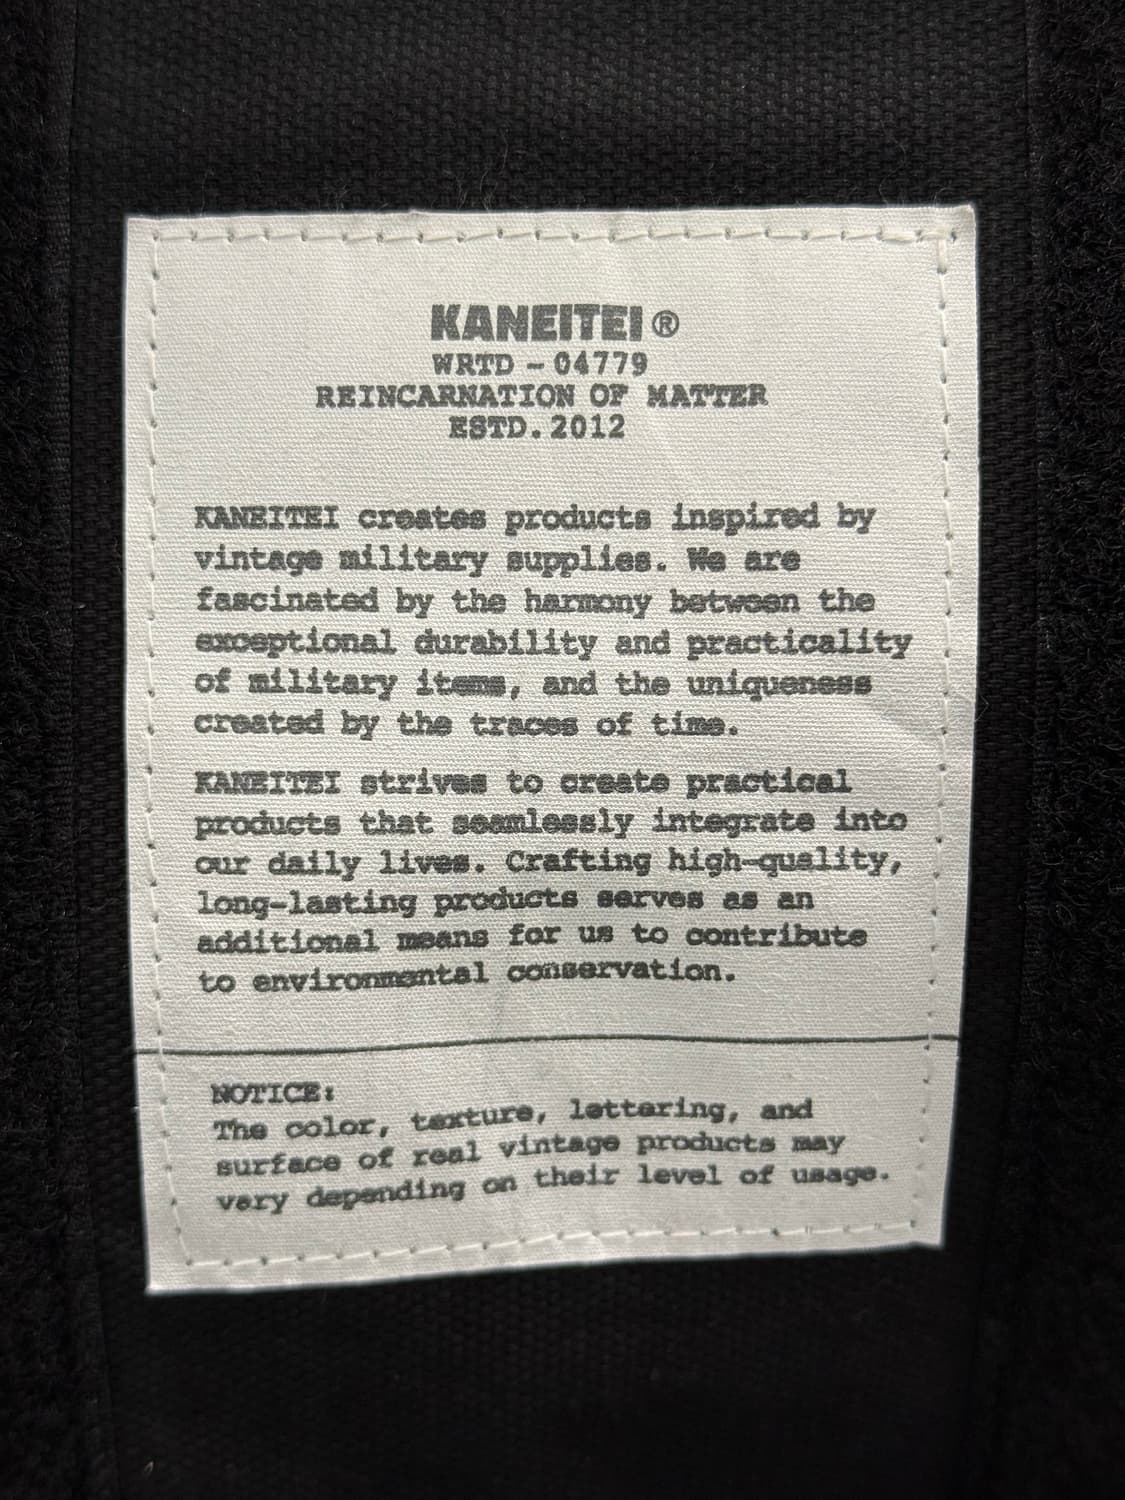 KANEITEI®
WRTD - 04779
REINCARNATION OF MATTER
ESTD.2012
KANEITEI creates products inspired by
vintage military supplies. We are
fascinated by the harmony between the
exceptional durability and practicality
of military items, and the uniqueness
created by the traces of time.
KANEITEI strives to create practical
products that seamlessly integrate into
our daily lives. Crafting high-quality,
long-lasting products serves as an
additional means for us to contribute
to environmental conservation.
NOTICE:
The color, texture, lettering, and
surface of real vintage products may
vary depending on their level of usage.